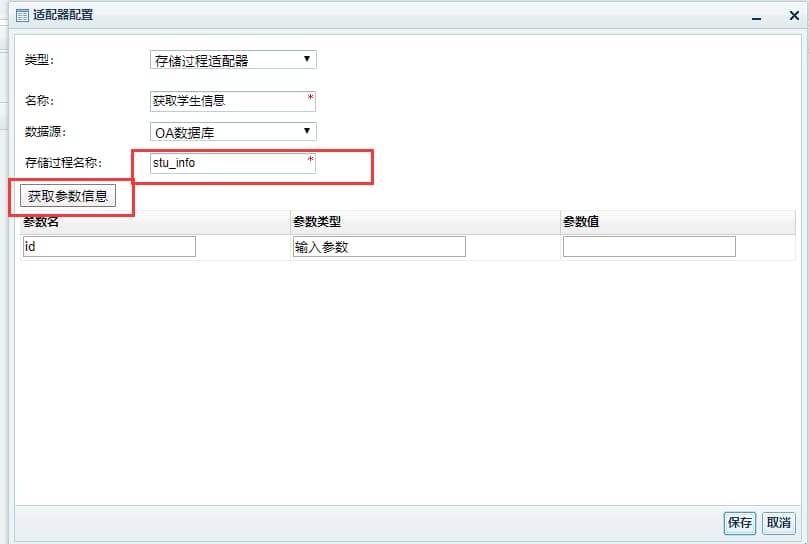 适配器配置
类型:
存储过程适配器
名称:
获取学生信息
*
数据源:
OA数据库
存储过程名称:
stu_info
*
获取参数信息
参数名 参数类型 参数值
id 输入参数
保存 取消